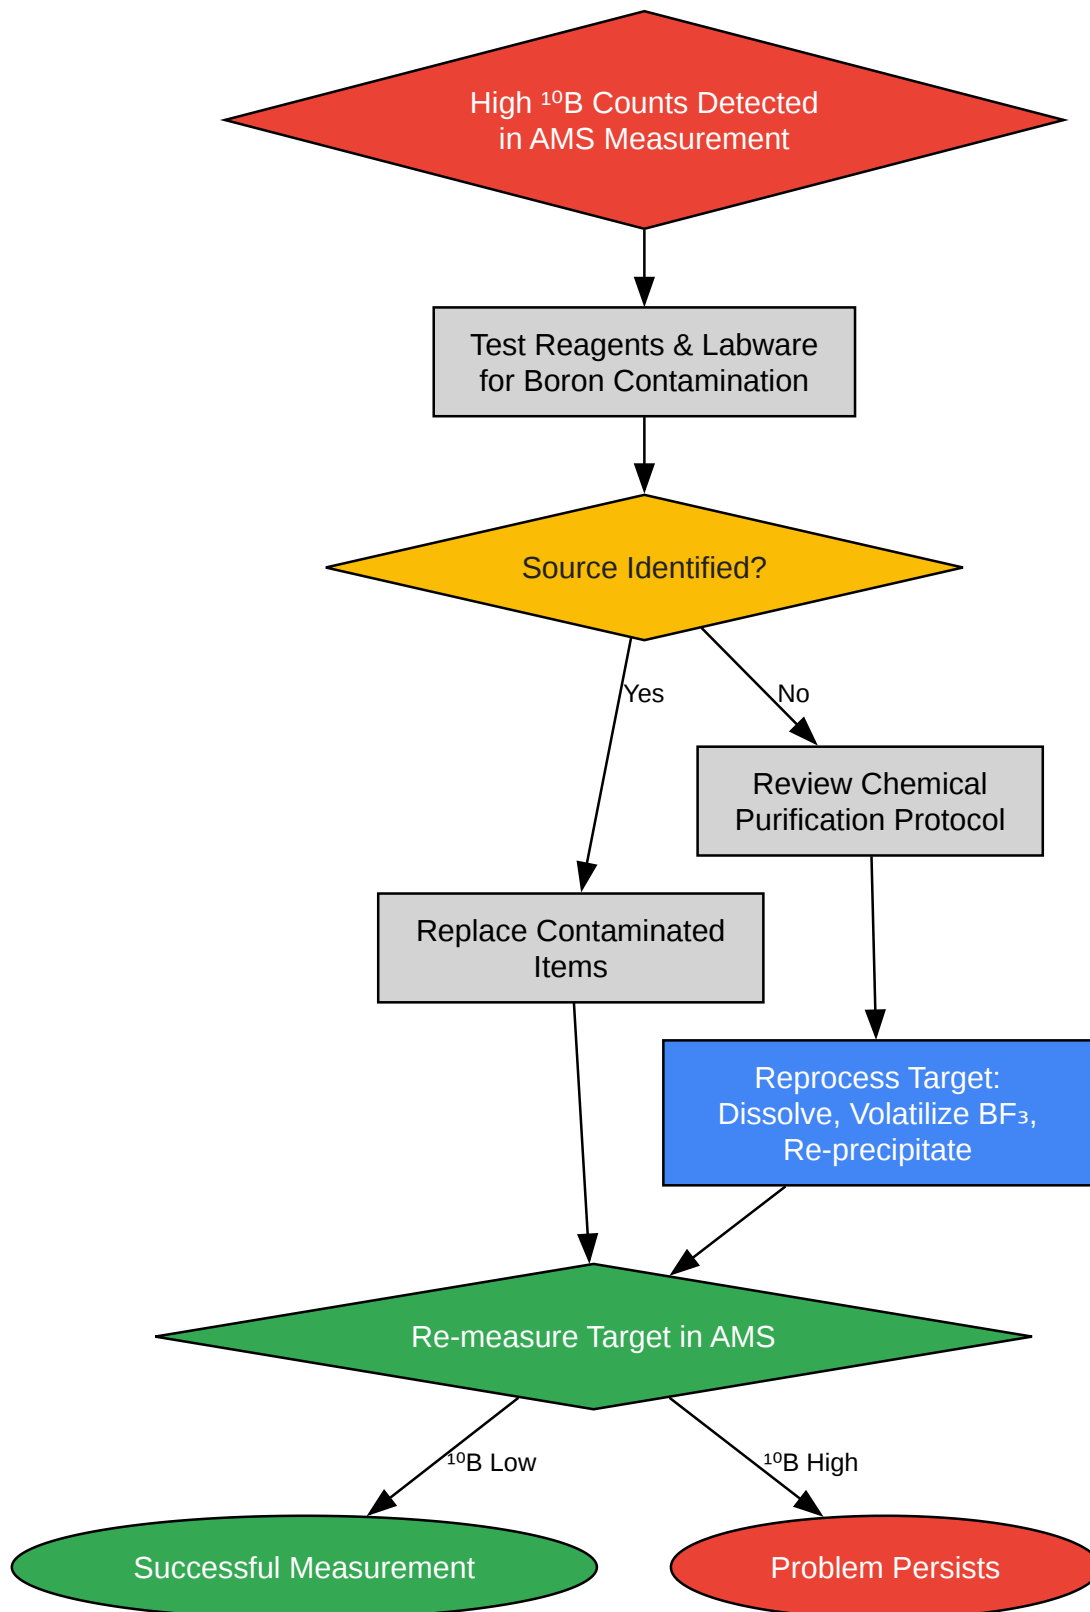 High ¹⁰B Counts Detected
in AMS Measurement
Test Reagents & Labware
for Boron Contamination
Source Identified?
Yes
No
Review Chemical
Purification Protocol
Replace Contaminated
Items
Reprocess Target:
Dissolve, Volatilize BF₃,
Re-precipitate
Re-measure Target in AMS
¹⁰B Low
¹⁰B High
Successful Measurement
Problem Persists